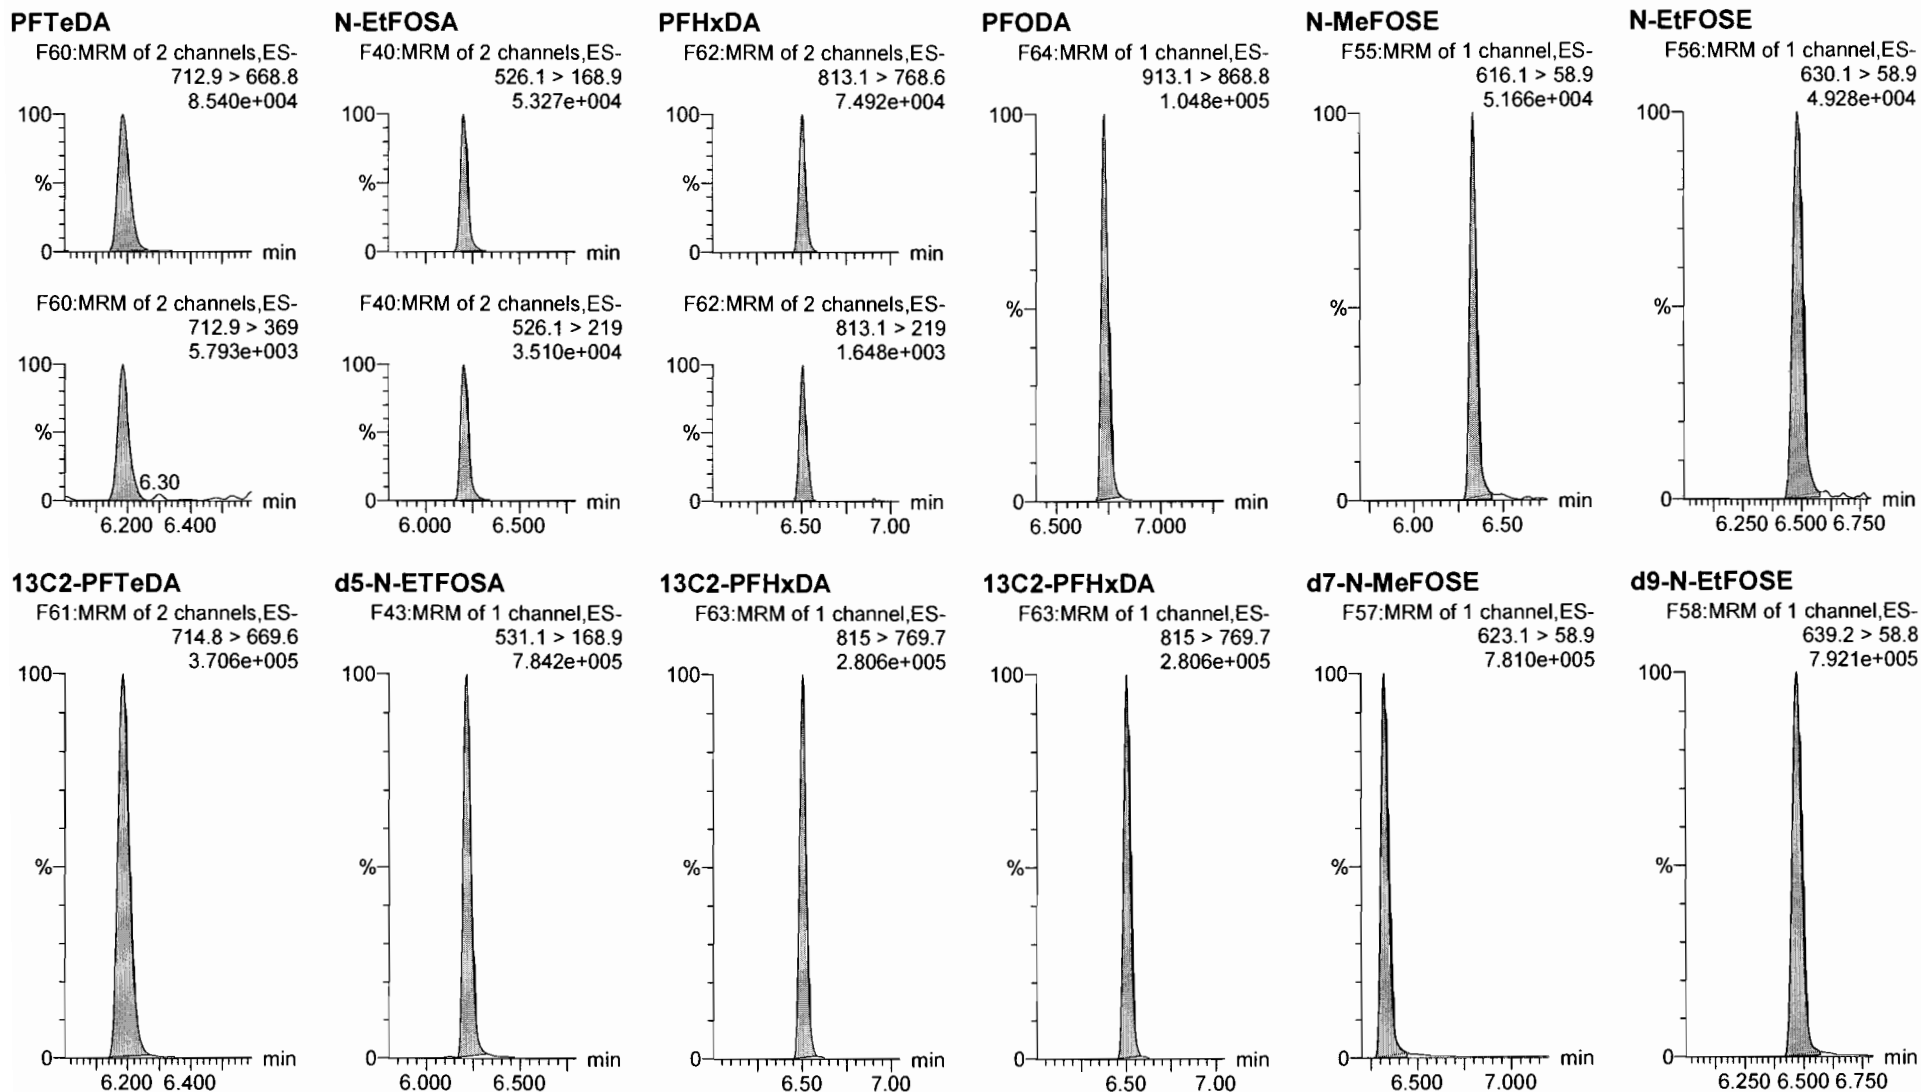 PFTeDA
F60:MRM of 2 channels,ES-
712.9 > 668.8
8.540e+004
100
%
0
min
F60:MRM of 2 channels,ES-
712.9 > 369
5.793e+003
100
%
6.30
0
min
6.200 6.400
N-EtFOSA
F40:MRM of 2 channels,ES-
526.1 > 168.9
5.327e+004
100
%
0
min
F40:MRM of 2 channels,ES-
526.1 > 219
3.510e+004
100
%
0
min
6.000 6.500
PFHxDA
F62:MRM of 2 channels,ES-
813.1 > 768.6
7.492e+004
100
%
0
min
F62:MRM of 2 channels,ES-
813.1 > 219
1.648e+003
100
%
0
min
6.50 7.00
PFODA
F64:MRM of 1 channel,ES-
913.1 > 868.8
1.048e+005
100
%
0
min
6.500 7.000
N-MeFOSE
F55:MRM of 1 channel,ES-
616.1 > 58.9
5.166e+004
100
%
0
min
6.00 6.50
N-EtFOSE
F56:MRM of 1 channel,ES-
630.1 > 58.9
4.928e+004
100
%
0
min
6.250 6.500 6.750
13C2-PFTeDA
F61:MRM of 2 channels,ES-
714.8 > 669.6
3.706e+005
100
%
0
min
6.200 6.400
d5-N-ETFOSA
F43:MRM of 1 channel,ES-
531.1 > 168.9
7.842e+005
100
%
0
min
6.000 6.500
13C2-PFHxDA
F63:MRM of 1 channel,ES-
815 > 769.7
2.806e+005
100
%
0
min
6.50 7.00
13C2-PFHxDA
F63:MRM of 1 channel,ES-
815 > 769.7
2.806e+005
100
%
0
min
6.50 7.00
d7-N-MeFOSE
F57:MRM of 1 channel,ES-
623.1 > 58.9
7.810e+005
100
%
0
min
6.500 7.000
d9-N-EtFOSE
F58:MRM of 1 channel,ES-
639.2 > 58.8
7.921e+005
100
%
0
min
6.250 6.500 6.750